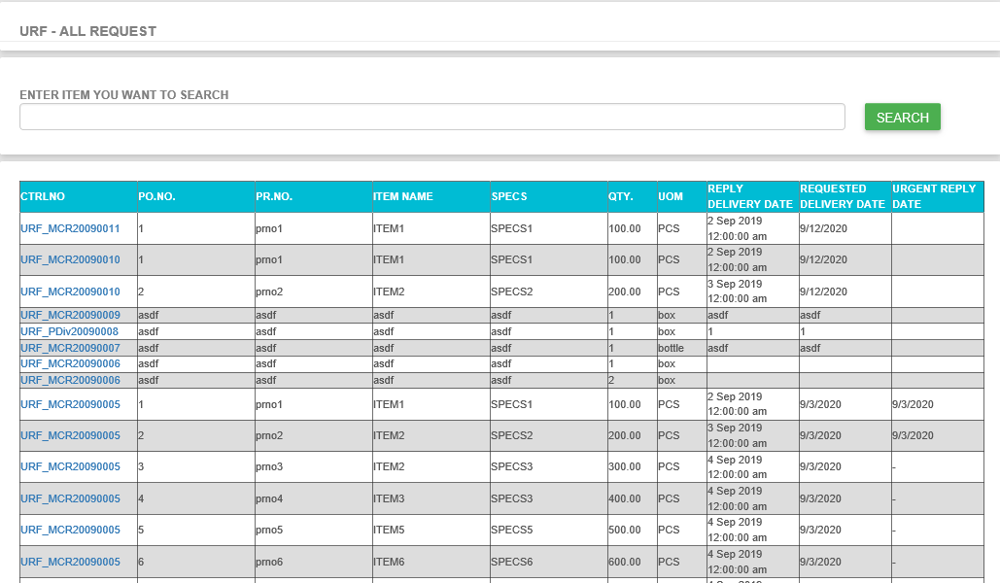 URF - ALL REQUEST
ENTER ITEM YOU WANT TO SEARCH
SEARCH
CTRLNO PO.NO. PR.NO. ITEM NAME SPECS QTY. UOM REPLY DELIVERY DATE REQUESTED DELIVERY DATE URGENT REPLY DATE
URF_MCR20090011 1 prno1 ITEM1 SPECS1 100.00 PCS 2 Sep 2019 12:00:00 am 9/12/2020
URF_MCR20090010 1 prno1 ITEM1 SPECS1 100.00 PCS 2 Sep 2019 12:00:00 am 9/12/2020
URF_MCR20090010 2 prno2 ITEM2 SPECS2 200.00 PCS 3 Sep 2019 12:00:00 am 9/12/2020
URF_MCR20090009 asdf asdf asdf asdf 1 box asdf asdf
URF_PDiv20090008 asdf asdf asdf asdf 1 box 1 1
URF_MCR20090007 asdf asdf asdf asdf 1 bottle asdf asdf
URF_MCR20090006 asdf asdf asdf asdf 1 box
URF_MCR20090006 asdf asdf asdf asdf 2 box
URF_MCR20090005 1 prno1 ITEM1 SPECS1 100.00 PCS 2 Sep 2019 12:00:00 am 9/3/2020 9/3/2020
URF_MCR20090005 2 prno2 ITEM2 SPECS2 200.00 PCS 3 Sep 2019 12:00:00 am 9/3/2020 9/3/2020
URF_MCR20090005 3 prno3 ITEM2 SPECS3 300.00 PCS 4 Sep 2019 12:00:00 am 9/3/2020 -
URF_MCR20090005 4 prno4 ITEM3 SPECS3 400.00 PCS 4 Sep 2019 12:00:00 am 9/3/2020 -
URF_MCR20090005 5 prno5 ITEM5 SPECS5 500.00 PCS 4 Sep 2019 12:00:00 am 9/3/2020 -
URF_MCR20090005 6 prno6 ITEM6 SPECS6 600.00 PCS 4 Sep 2019 12:00:00 am 9/3/2020 -